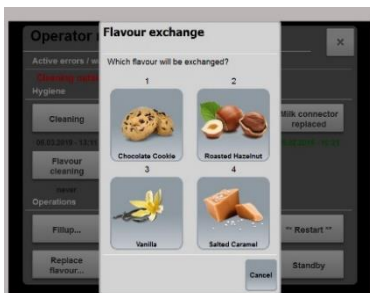 Operator
Flavour exchange
×
Active errors / w
Which flavour will be exchanged?
Hygiene
1
2
Cleaning
Milk connector
replaced
Chocolate Cookie
Roasted Hazelnut
Flavour
cleaning
3
4
never
Operations
Fillup...
** Restart **
Vanilla
Salted Caramel
Replace
flavour...
Cancel
Standby